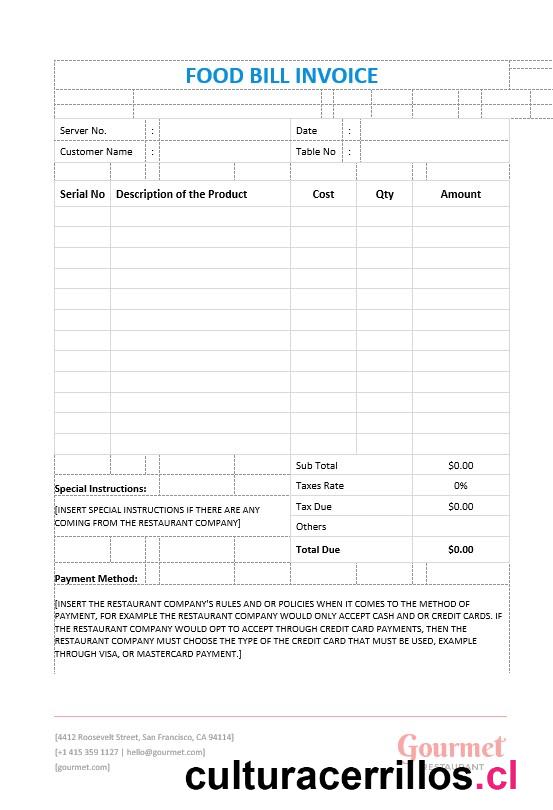 FOOD BILL INVOICE
Server No. : Date :
Customer Name : Table No :
Serial No Description of the Product Cost Qty Amount
Sub Total $0.00
Special Instructions: Taxes Rate 0%
[INSERT SPECIAL INSTRUCTIONS IF THERE ARE ANY Tax Due $0.00
COMING FROM THE RESTAURANT COMPANY] Others
Total Due $0.00
Payment Method:
[INSERT THE RESTAURANT COMPANY'S RULES AND OR POLICIES WHEN IT COMES TO THE METHOD OF
PAYMENT, FOR EXAMPLE THE RESTAURANT COMPANY WOULD ONLY ACCEPT CASH AND OR CREDIT CARDS. IF
THE RESTAURANT COMPANY WOULD OPT TO ACCEPT THROUGH CREDIT CARD PAYMENTS, THEN THE
RESTAURANT COMPANY MUST CHOOSE THE TYPE OF THE CREDIT CARD THAT MUST BE USED, EXAMPLE
THROUGH VISA, OR MASTERCARD PAYMENT.]
[4412 Roosevelt Street, San Francisco, CA 94114]
[+1 415 359 1127 | hello@gourmet.com]
[gourmet.com]
Gourmet
RESTAURANT
culturacerrillos.cl